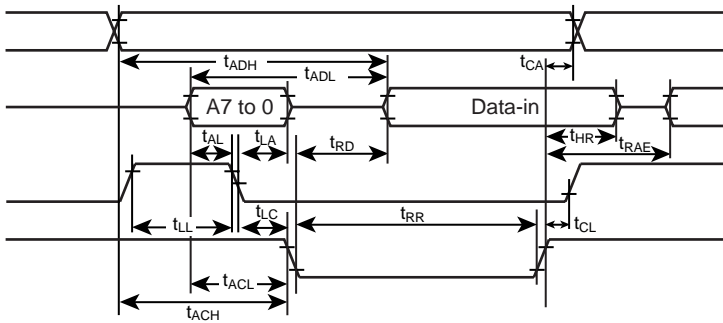 tADH
tCA
tADL
A7 to 0
Data-in
tAL
tLA
tRD
tHR
tRAE
tLL
tLC
tRR
tCL
tACL
tACH